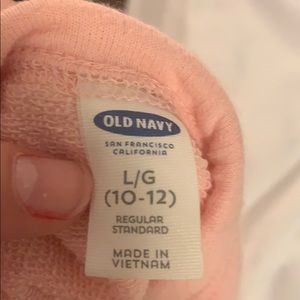 OLD NAVY
SAN FRANCISCO
CALIFORNIA
L/G
(10-12)
REGULAR
STANDARD
MADE IN
VIETNAM